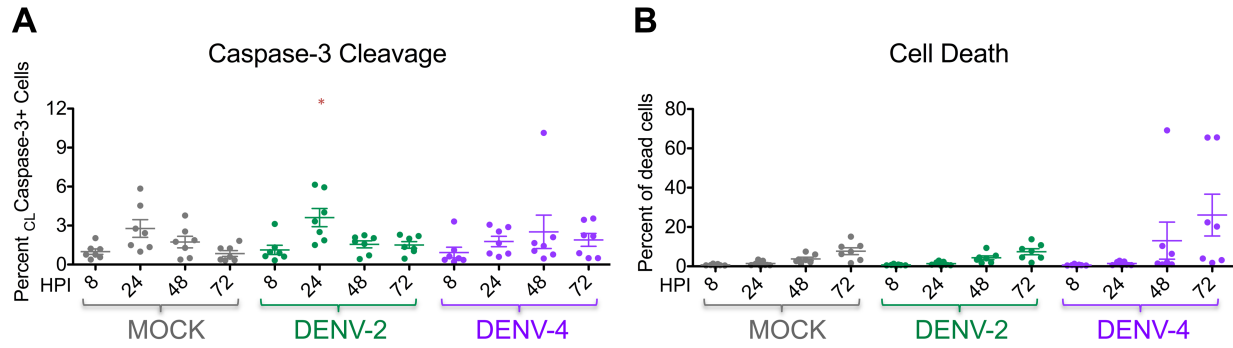 A
Caspase-3 Cleavage
Percent CL Caspase-3+ Cells
12
9
6
3
0
*
HPI
8 24 48 72 8 24 48 72 8 24 48 72
MOCK DENV-2 DENV-4
B
Cell Death
Percent of dead cells
80
60
40
20
0
HPI
8 24 48 72 8 24 48 72 8 24 48 72
MOCK DENV-2 DENV-4